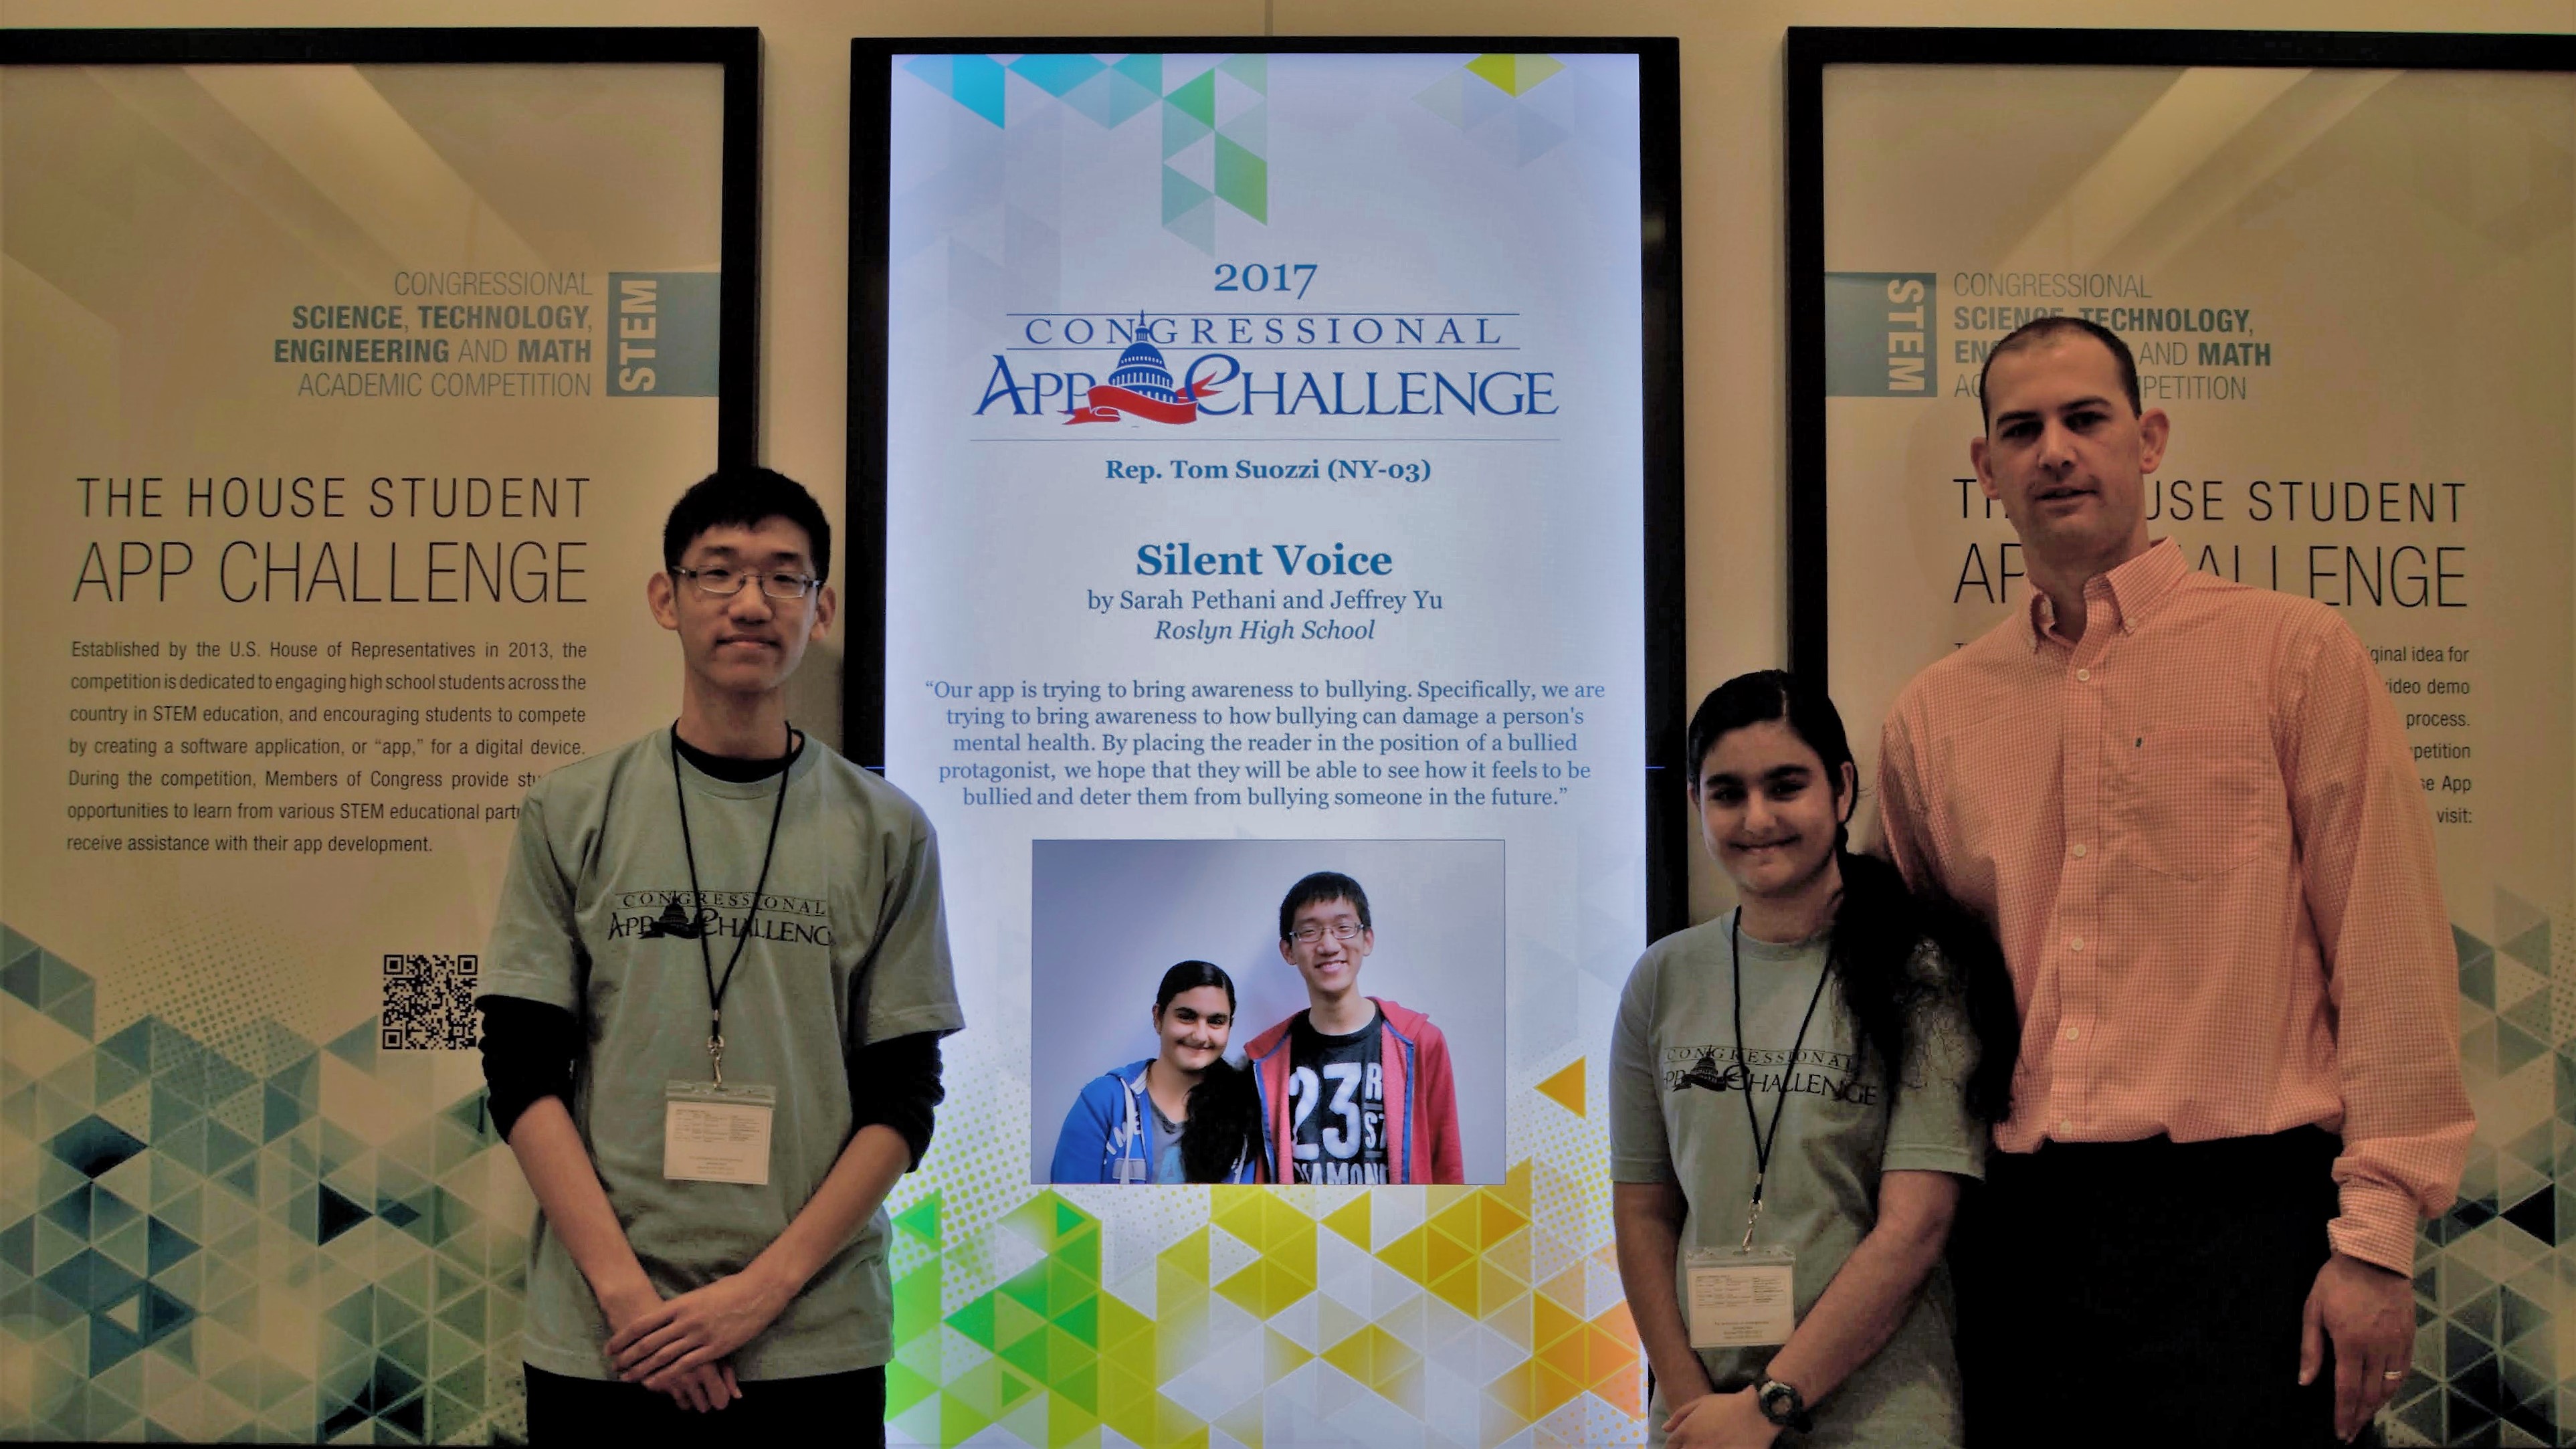 CONGRESSIONAL
SCIENCE, TECHNOLOGY,
ENGINEERING AND MATH
ACADEMIC COMPETITION
STEM
THE HOUSE STUDENT
APP CHALLENGE
Established by the U.S. House of Representatives in 2013, the
competition is dedicated to engaging high school students across the
country in STEM education, and encouraging students to compete
by creating a software application, or “app,” for a digital device.
During the competition, Members of Congress provide
opportunities to learn from various STEM educational
receive assistance with their app development.
CONGRESSIONAL
APP CHALLENG
2017
CONGRESSIONAL
APP CHALLENGE
Rep. Tom Suozzi (NY-03)
Silent Voice
by Sarah Pethani and Jeffrey Yu
Roslyn High School
“Our app is trying to bring awareness to bullying. Specifically, we are
trying to bring awareness to how bullying can damage a person's
mental health. By placing the reader in the position of a bullied
protagonist, we hope that they will be able to see how it feels to be
bullied and deter them from bullying someone in the future.”
23R
CONGRESSIONAL
APP CHALLENGE
STEM
CONGRESSIONAL
SCIENCE, TECHNOLOGY,
AND MATH
THE HOUSE STUDENT
CHALLENGE
idea for
video demo
process.
App
visit: